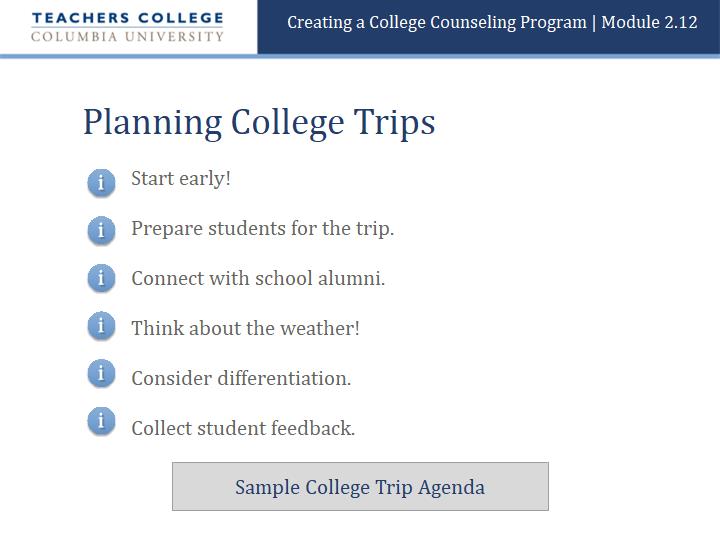 TEACHERS COLLEGE
COLUMBIA UNIVERSITY
Creating a College Counseling Program | Module 2.12
Planning College Trips
i Start early!
i Prepare students for the trip.
i Connect with school alumni.
i Think about the weather!
i Consider differentiation.
i Collect student feedback.
Sample College Trip Agenda